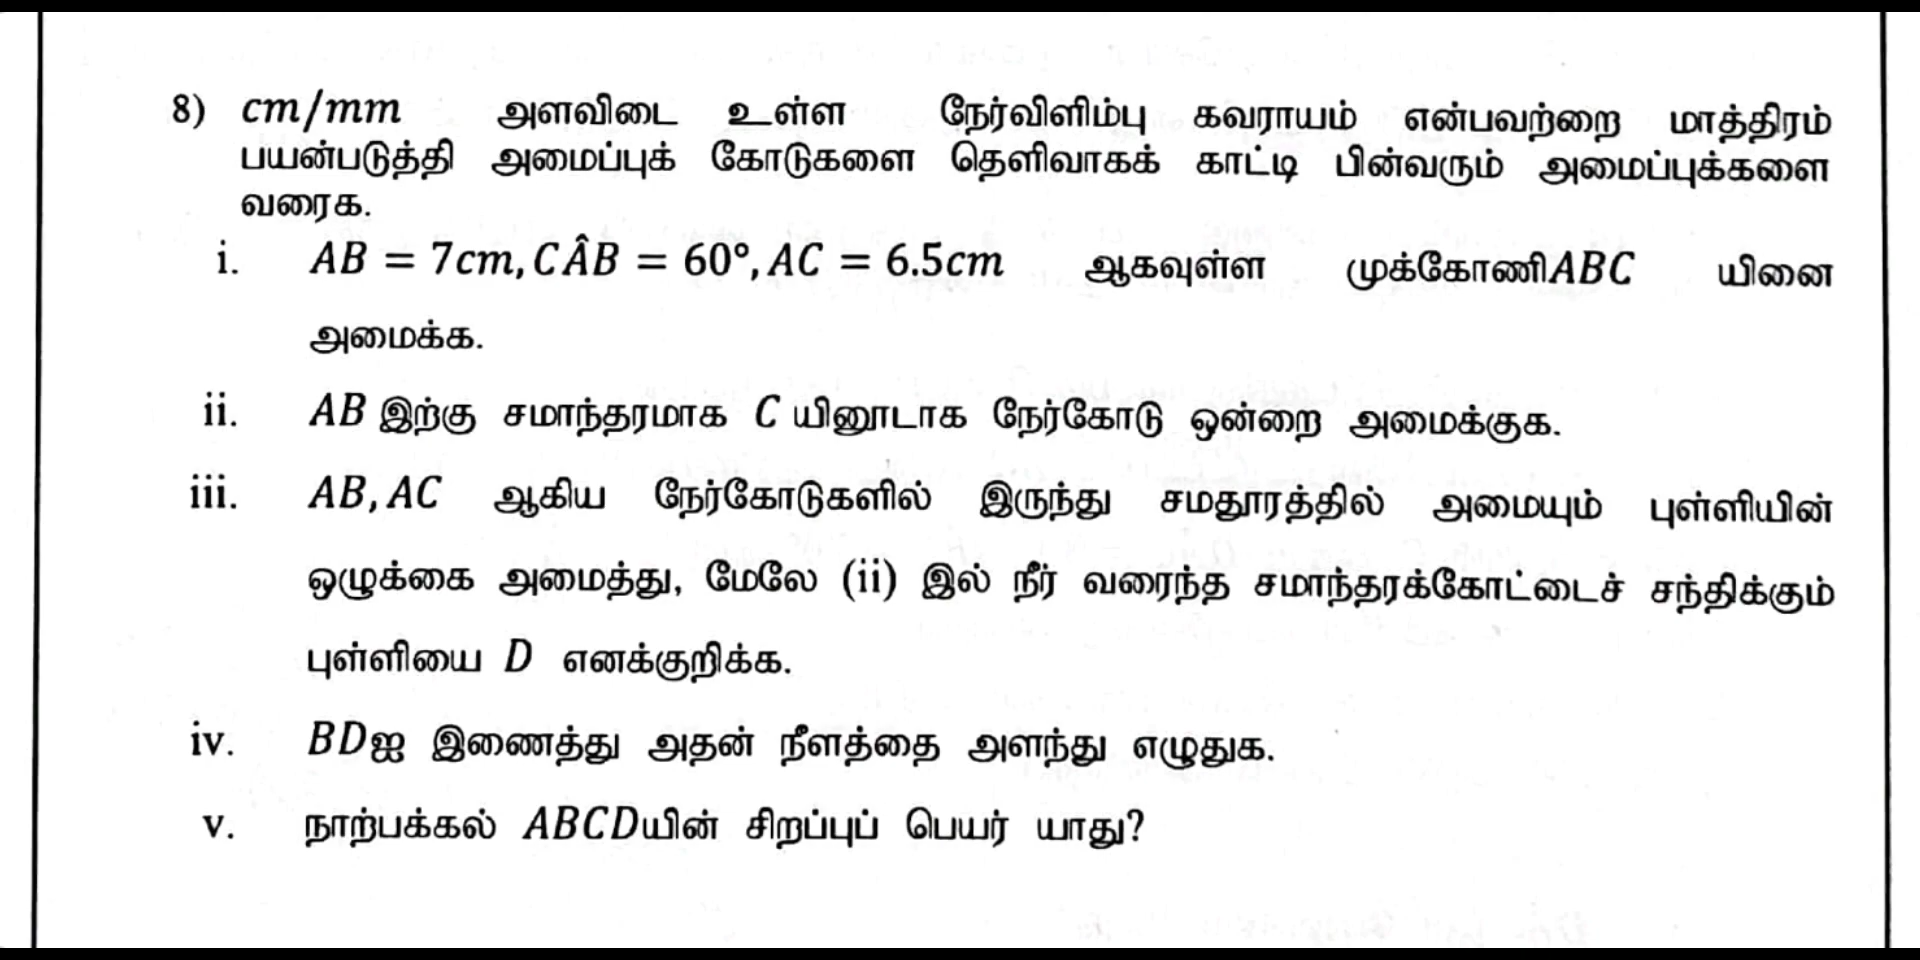 8) cm/mm அளவிடை உள்ள நேர்விளிம்பு கவராயம் என்பவற்றை மாத்திரம்
பயன்படுத்தி அமைப்புக் கோடுகளை தெளிவாகக் காட்டி பின்வரும் அமைப்புக்களை
வரைக.
i. AB = 7cm, CÂB = 60°, AC = 6.5cm ஆகவுள்ள முக்கோணிABC யினை
அமைக்க.
ii. AB இற்கு சமாந்தரமாக C யினூடாக நேர்கோடு ஒன்றை அமைக்குக.
iii. AB, AC ஆகிய நேர்கோடுகளில் இருந்து சமதூரத்தில் அமையும் புள்ளியின்
ஒழுக்கை அமைத்து, மேலே (ii) இல் நீர் வரைந்த சமாந்தரக்கோட்டைச் சந்திக்கும்
புள்ளியை D எனக்குறிக்க.
iv. BDஐ இணைத்து அதன் நீளத்தை அளந்து எழுதுக.
v. நாற்பக்கல் ABCDயின் சிறப்புப் பெயர் யாது?